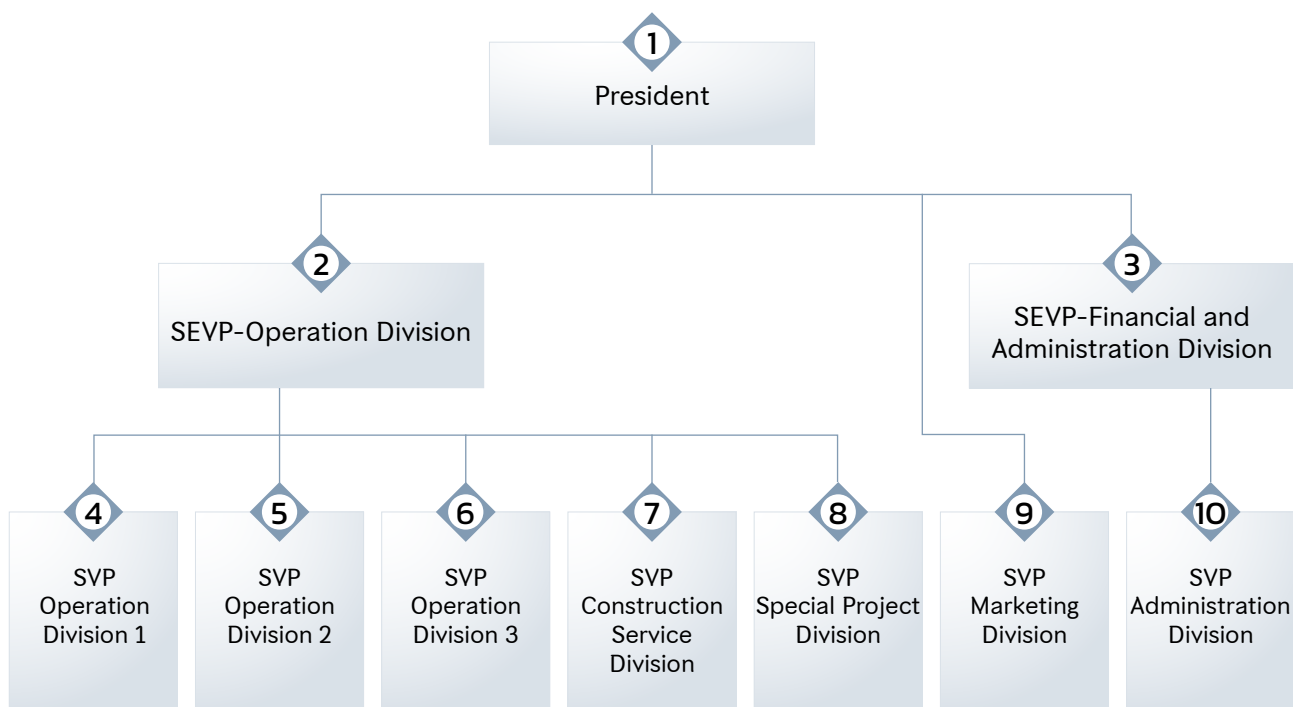 1
President
2
SEVP-Operation Division
3
SEVP-Financial and
Administration Division
4
SVP
Operation
Division 1
5
SVP
Operation
Division 2
6
SVP
Operation
Division 3
7
SVP
Construction
Service
Division
8
SVP
Special Project
Division
9
SVP
Marketing
Division
10
SVP
Administration
Division